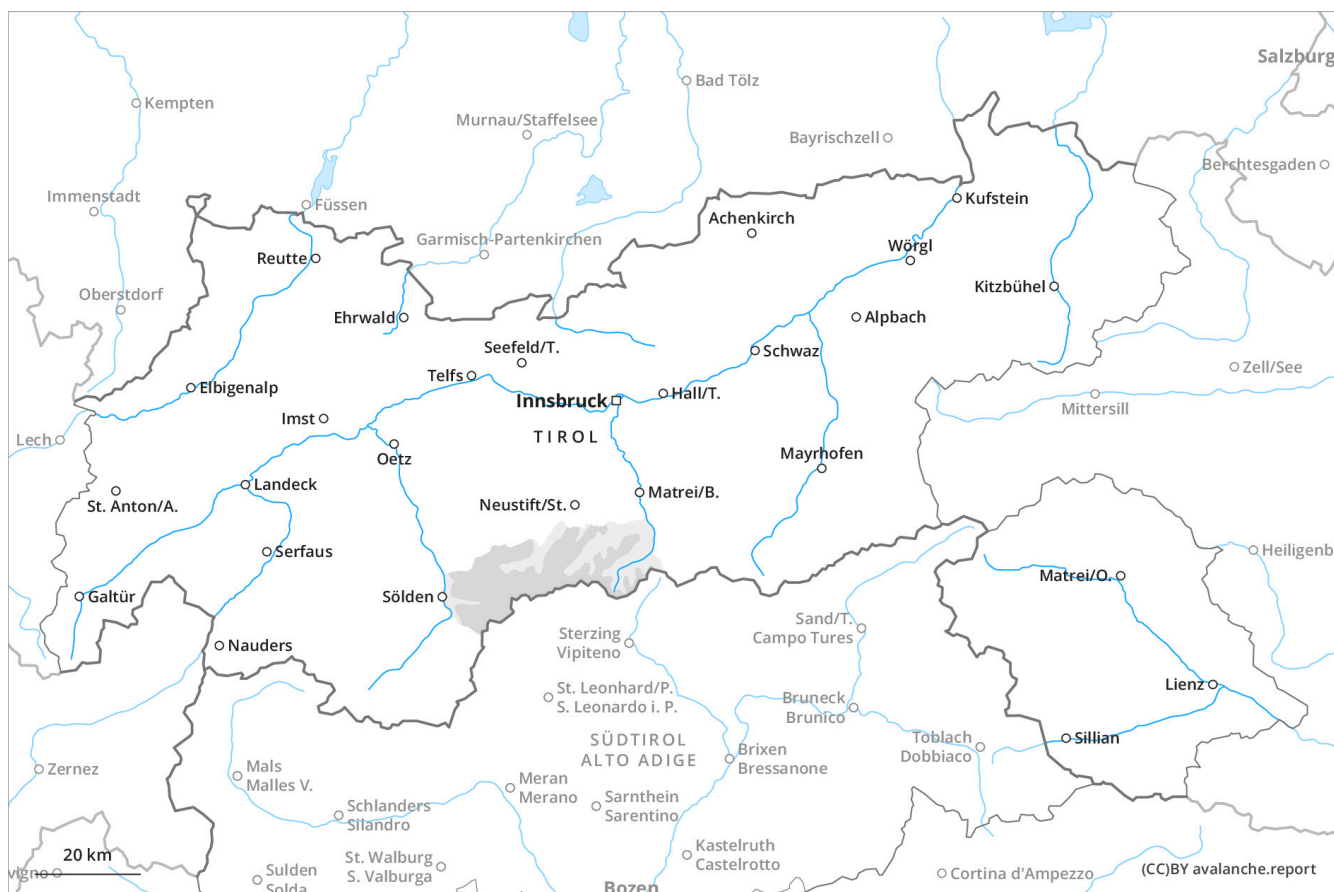 Salzburg
Bad Tölz
Kempten
Murnau/Staffelsee
Bayrischzell
Berchtesgaden
Immenstadt
Füssen
Kufstein
Achenkirch
Garmisch-Partenkirchen
Wörgl
Reutte
Kitzbühel
Oberstdorf
Ehrwald
Alpbach
Seefeld/T.
Schwaz
Zell/See
Telfs
Elbigenalp
Hall/T.
Innsbruck
Mittersill
Imst
TIROL
Lech
Oetz
Mayrhofen
Landeck
Matrei/B.
St. Anton/A.
Neustift/St.
Serfaus
Heiligenb
Matrei/O.
Galtür
Sölden
Sand/T.
Campo Tures
Sterzing
Vipiteno
Nauders
Lienz
St. Leonhard/P.
S. Leonardo i. P.
Bruneck
Brunico
SÜDTIROL
ALTO ADIGE
Toblach
Dobbiaco
Sillian
Brixen
Bressanone
Zernez
Mals
Malles V.
Meran
Merano
Sarnthein
Sarentino
Schlanders
Silandro
Kastelruth
Castelrotto
20 km
St. Walburg
S. Valburga
vigno
Sulden
Solda
Cortina d'Ampezzo
(CC)BY avalanche.report
Bozen